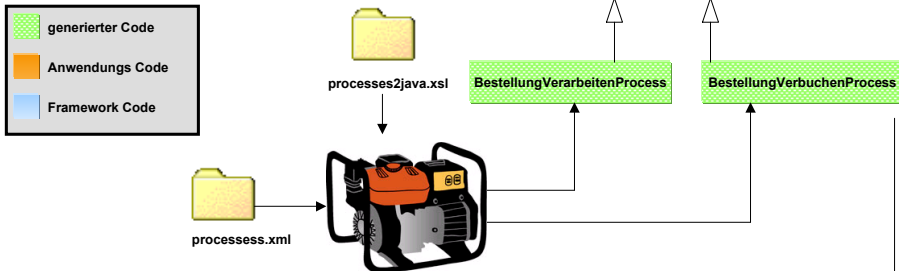 generierter Code
Anwendungs Code
Framework Code
processes2java.xsl
BestellungVerarbeitenProcess
BestellungVerbuchenProcess
processess.xml